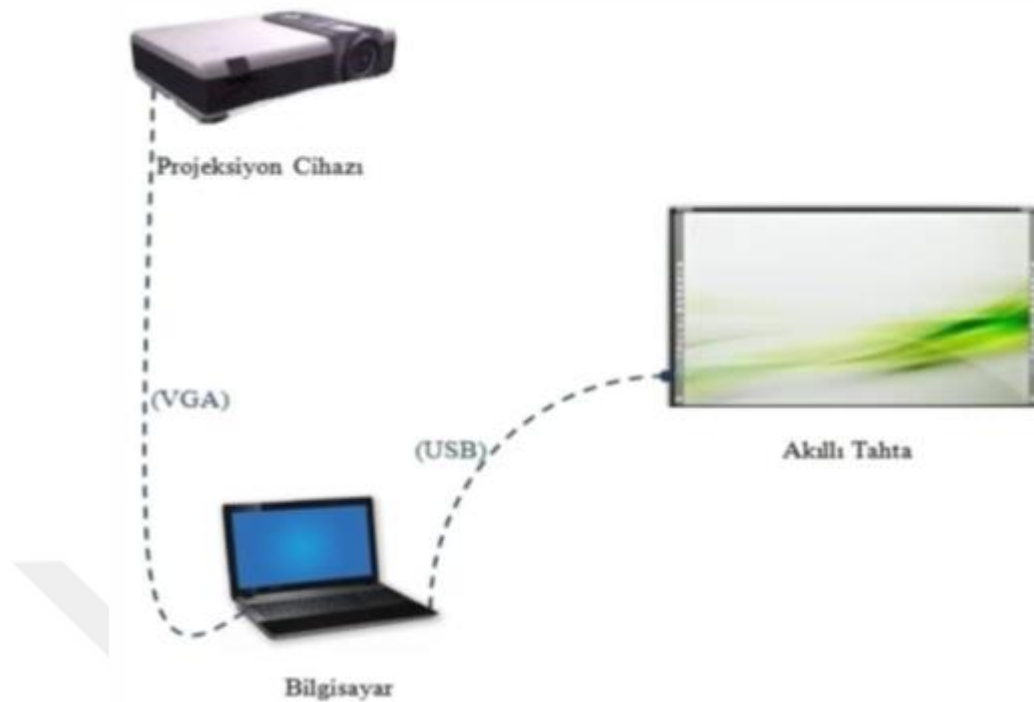 Projeksiyon Cihazı
(VGA)
(USB)
Akıllı Tahta
Bilgisayar